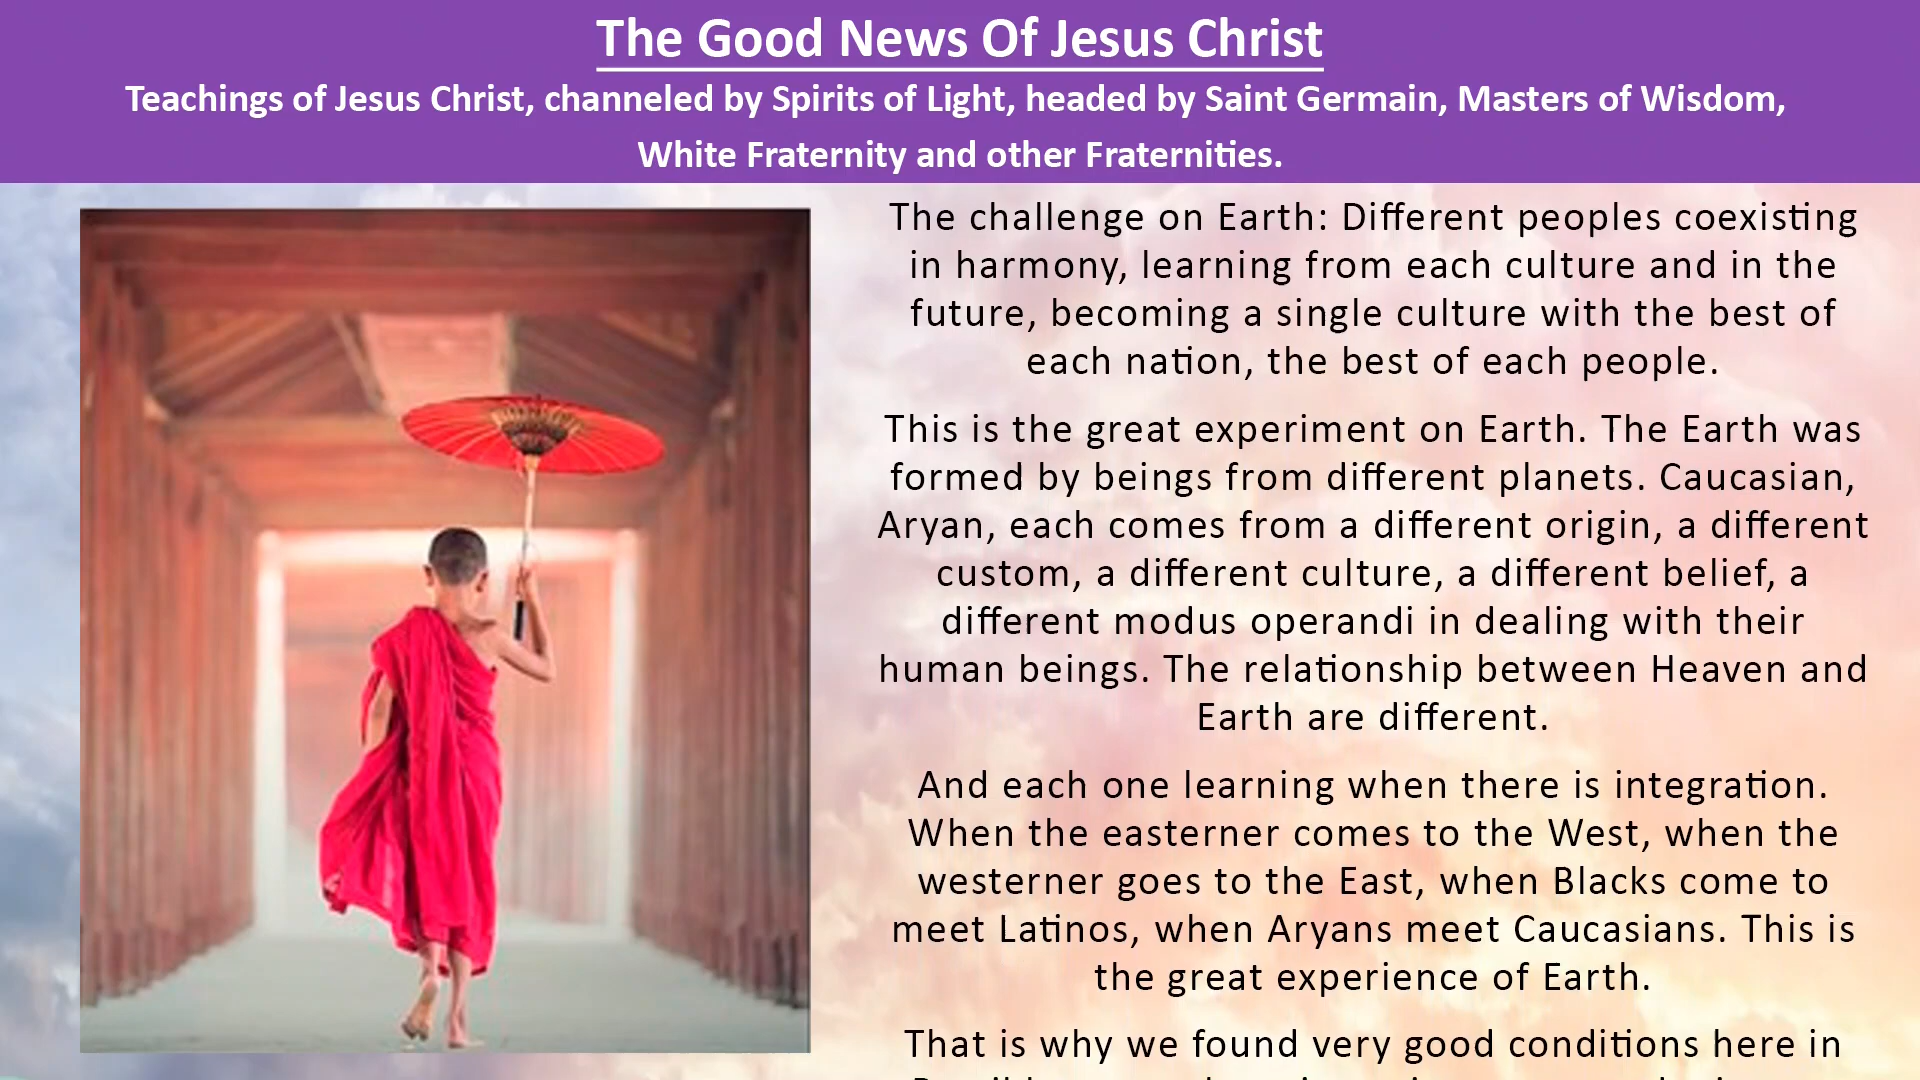 The Good News Of Jesus Christ
Teachings of Jesus Christ, channeled by Spirits of Light, headed by Saint Germain, Masters of Wisdom,
White Fraternity and other Fraternities.
The challenge on Earth: Different peoples coexisting
in harmony, learning from each culture and in the
future, becoming a single culture with the best of
each nation, the best of each people.
This is the great experiment on Earth. The Earth was
formed by beings from different planets. Caucasian,
Aryan, each comes from a different origin, a different
custom, a different culture, a different belief, a
different modus operandi in dealing with their
human beings. The relationship between Heaven and
Earth are different.
And each one learning when there is integration.
When the easterner comes to the West, when the
westerner goes to the East, when Blacks come to
meet Latinos, when Aryans meet Caucasians. This is
the great experience of Earth.
That is why we found very good conditions here in